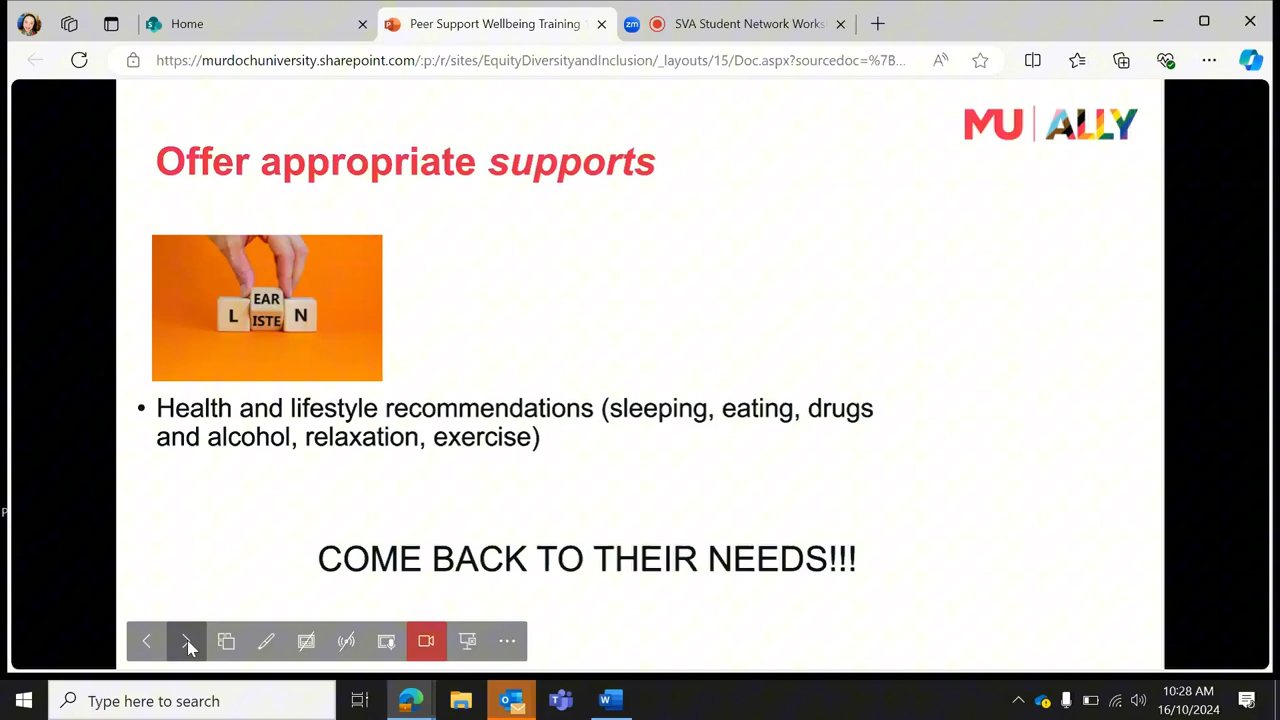 Home
Peer Support Wellbeing Training
zm
SVA Student Network Works
https://murdochuniversity.sharepoint.com/:p:/r/sites/EquityDiversityandInclusion/_layouts/15/Doc.aspx?sourcedoc=%7B...
MU | ALLY
Offer appropriate supports
EAR
L ISTE N
• Health and lifestyle recommendations (sleeping, eating, drugs
and alcohol, relaxation, exercise)
COME BACK TO THEIR NEEDS!!!
Type here to search
10:28 AM
16/10/2024